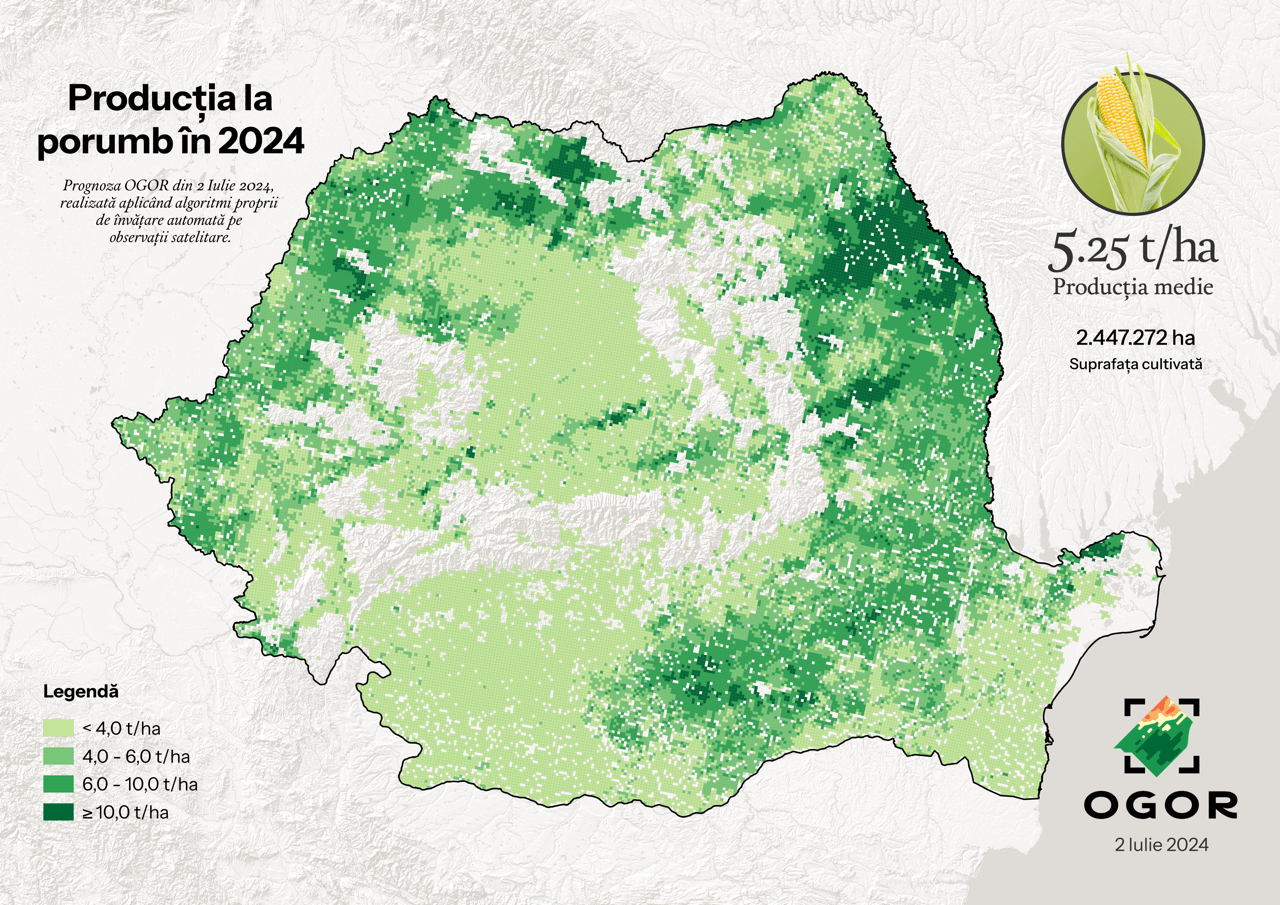 Producția la
porumb în 2024
Prognoza OGOR din 2 Iulie 2024,
realizată aplicând algoritmi proprii
de învățare automată pe
observații satelitare.
5.25 t/ha
Producția medie
2.447.272 ha
Suprafața cultivată
Legendă
< 4,0 t/ha
4,0 - 6,0 t/ha
6,0 - 10,0 t/ha
≥ 10,0 t/ha
OGOR
2 Iulie 2024